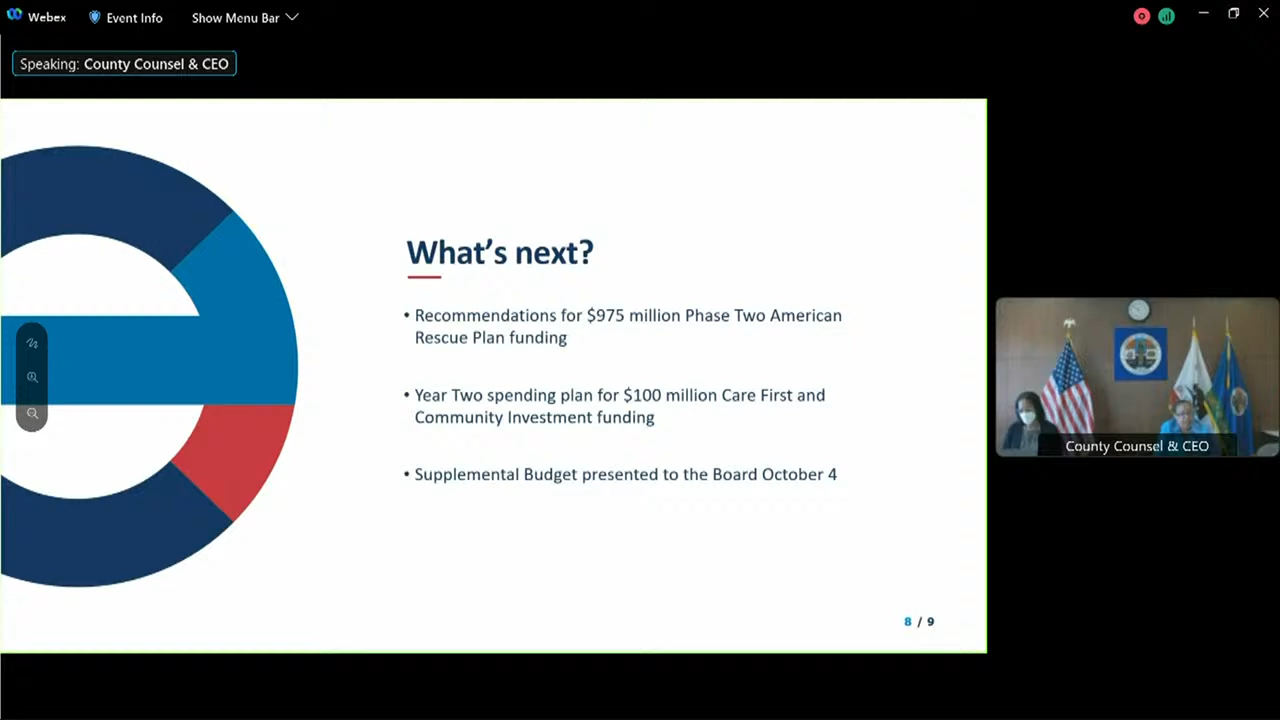 Webex
Event Info
Show Menu Bar
Speaking: County Counsel & CEO
What's next?
• Recommendations for $975 million Phase Two American
Rescue Plan funding
• Year Two spending plan for $100 million Care First and
Community Investment funding
• Supplemental Budget presented to the Board October 4
8 / 9
County Counsel & CEO